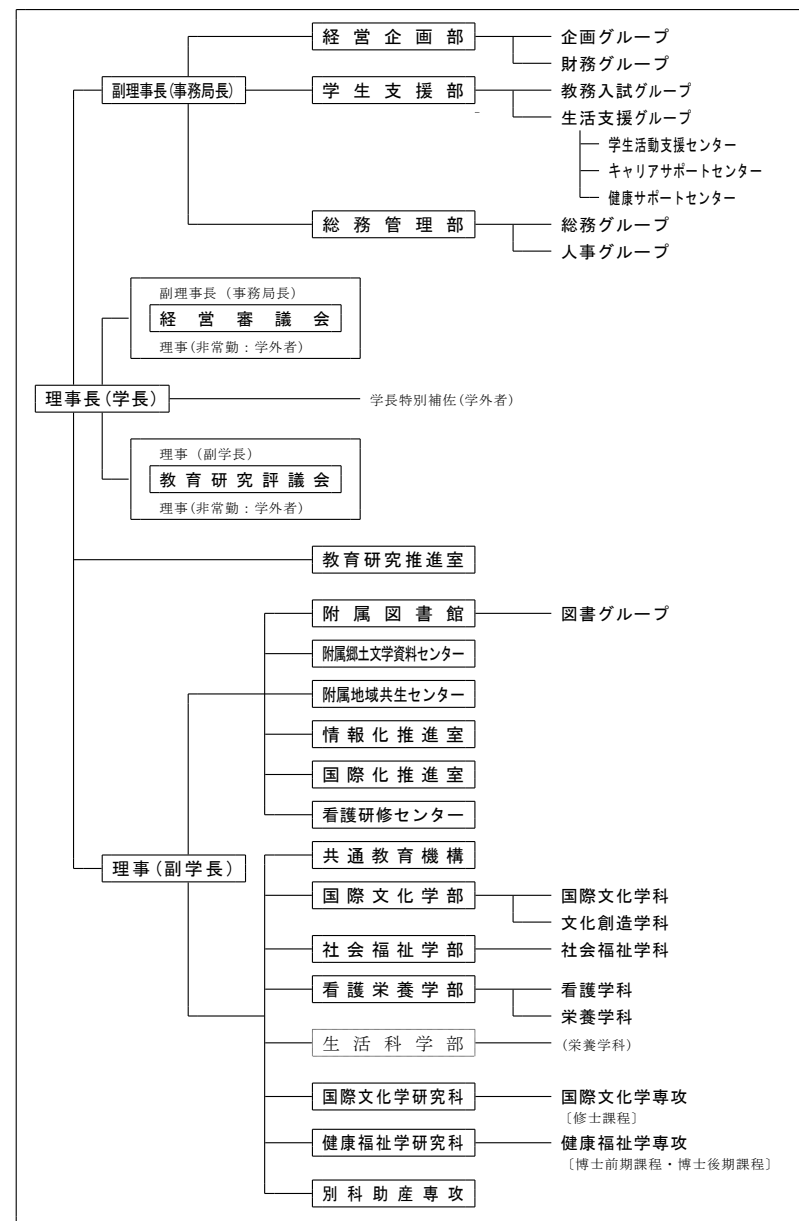 経営企画部
企画グループ
財務グループ
副理事長(事務局長)
学生支援部
教務入試グループ
生活支援グループ
学生活動支援センター
キャリアサポートセンター
健康サポートセンター
総務管理部
総務グループ
人事グループ
副理事長(事務局長)
経営審議会
理事(非常勤:学外者)
理事長(学長)
学長特別補佐(学外者)
理事(副学長)
教育研究評議会
理事(非常勤:学外者)
教育研究推進室
附属図書館
図書グループ
附属郷土文学資料センター
附属地域共生センター
情報化推進室
国際化推進室
看護研修センター
理事(副学長)
共通教育機構
国際文化学部
国際文化学科
文化創造学科
社会福祉学部
社会福祉学科
看護栄養学部
看護学科
栄養学科
生活科学部
(栄養学科)
国際文化学研究科
国際文化学専攻
〔修士課程〕
健康福祉学研究科
健康福祉学専攻
〔博士前期課程・博士後期課程〕
別科助産専攻